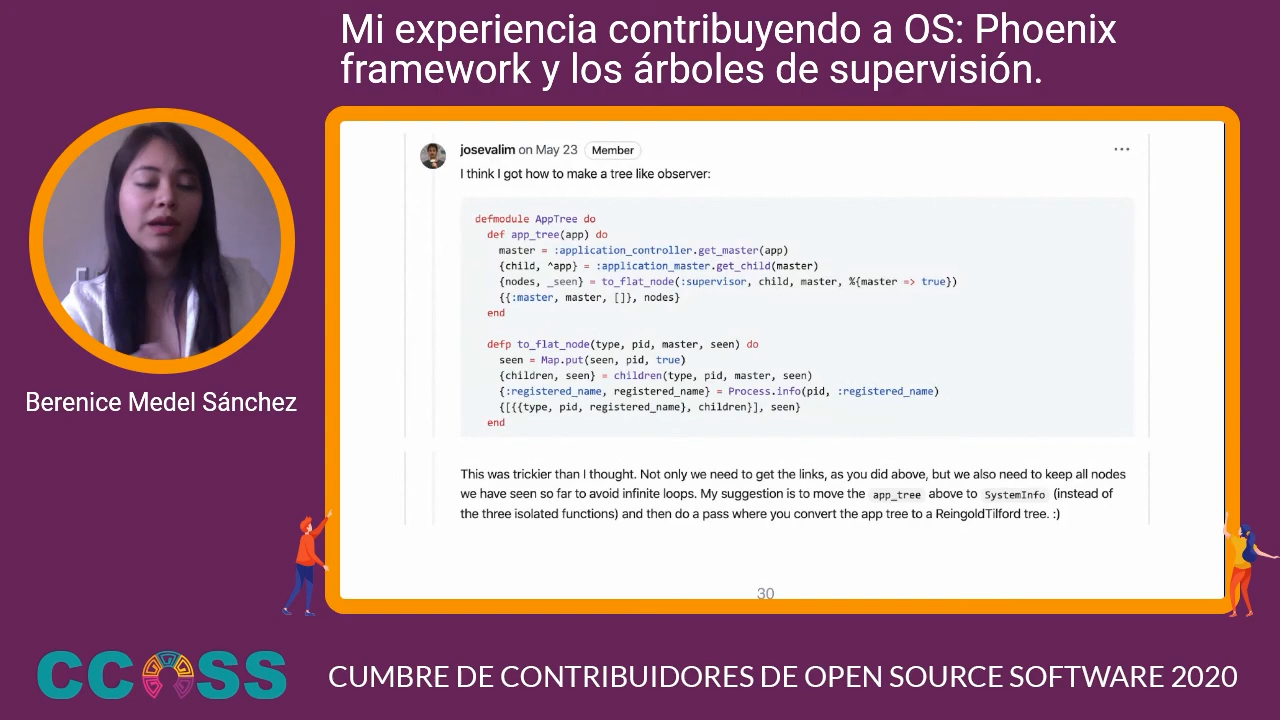 Mi experiencia contribuyendo a OS: Phoenix
framework y los árboles de supervisión.
Berenice Medel Sánchez
josevalim on May 23 Member
I think I got how to make a tree like observer:
defmodule AppTree do
  def app_tree(app) do
    master = :application_controller.get_master(app)
    {child, ^app} = :application_master.get_child(master)
    {nodes, _seen} = to_flat_node(:supervisor, child, master, %{master => true})
    {{:master, master, []}, nodes}
  end
  defp to_flat_node(type, pid, master, seen) do
    seen = Map.put(seen, pid, true)
    {children, seen} = children(type, pid, master, seen)
    {:registered_name, registered_name} = Process.info(pid, :registered_name)
    {[{{type, pid, registered_name}, children}], seen}
  end
This was trickier than I thought. Not only we need to get the links, as you did above, but we also need to keep all nodes
we have seen so far to avoid infinite loops. My suggestion is to move the app_tree above to SystemInfo (instead of
the three isolated functions) and then do a pass where you convert the app tree to a ReingoldTilford tree. :)
30
CCOSS
CUMBRE DE CONTRIBUIDORES DE OPEN SOURCE SOFTWARE 2020